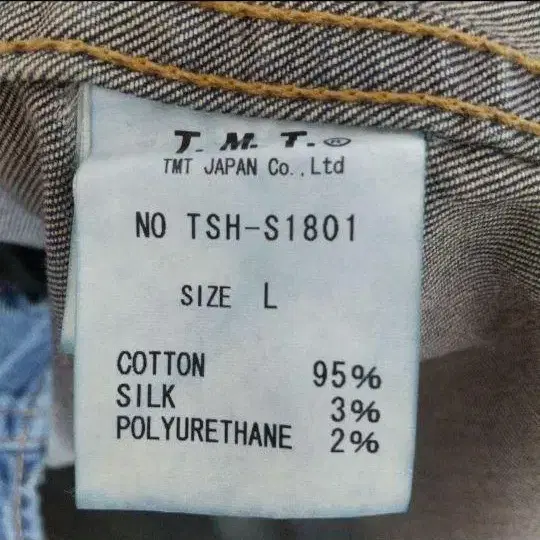 T. M. T. ®
TMT JAPAN Co.,Ltd
NO TSH-S1801
SIZE L
COTTON 95%
SILK 3%
POLYURETHANE 2%